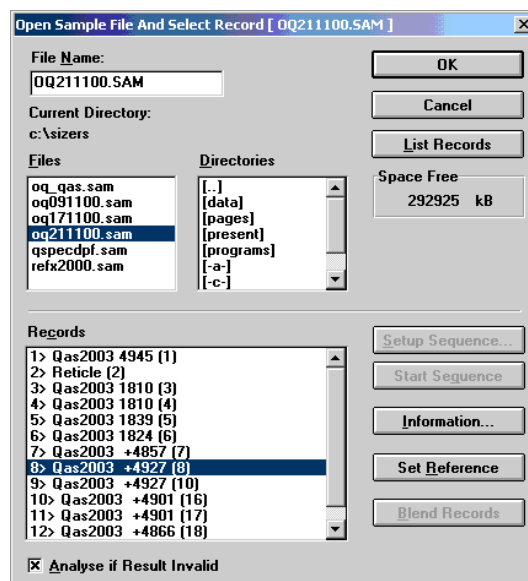 Open Sample File And Select Record [ OQ211100.SAM ]
File Name:
OQ211100.SAM
Current Directory:
c:\sizers
Files
oq_qas.sam
oq091100.sam
oq171100.sam
oq211100.sam
qspecdpf.sam
refx2000.sam
Directories
[..]
[data]
[pages]
[present]
[programs]
[-a-]
[-c-]
OK
Cancel
List Records
Space Free
292925 kB
Records
1> Qas2003 4945 (1)
2> Reticle (2)
3> Qas2003 1810 (3)
4> Qas2003 1810 (4)
5> Qas2003 1839 (5)
6> Qas2003 1824 (6)
7> Qas2003 +4857 (7)
8> Qas2003 +4927 (8)
9> Qas2003 +4927 (10)
10> Qas2003 +4901 (16)
11> Qas2003 +4901 (17)
12> Qas2003 +4866 (18)
Setup Sequence...
Start Sequence
Information...
Set Reference
Blend Records
Analyse if Result Invalid